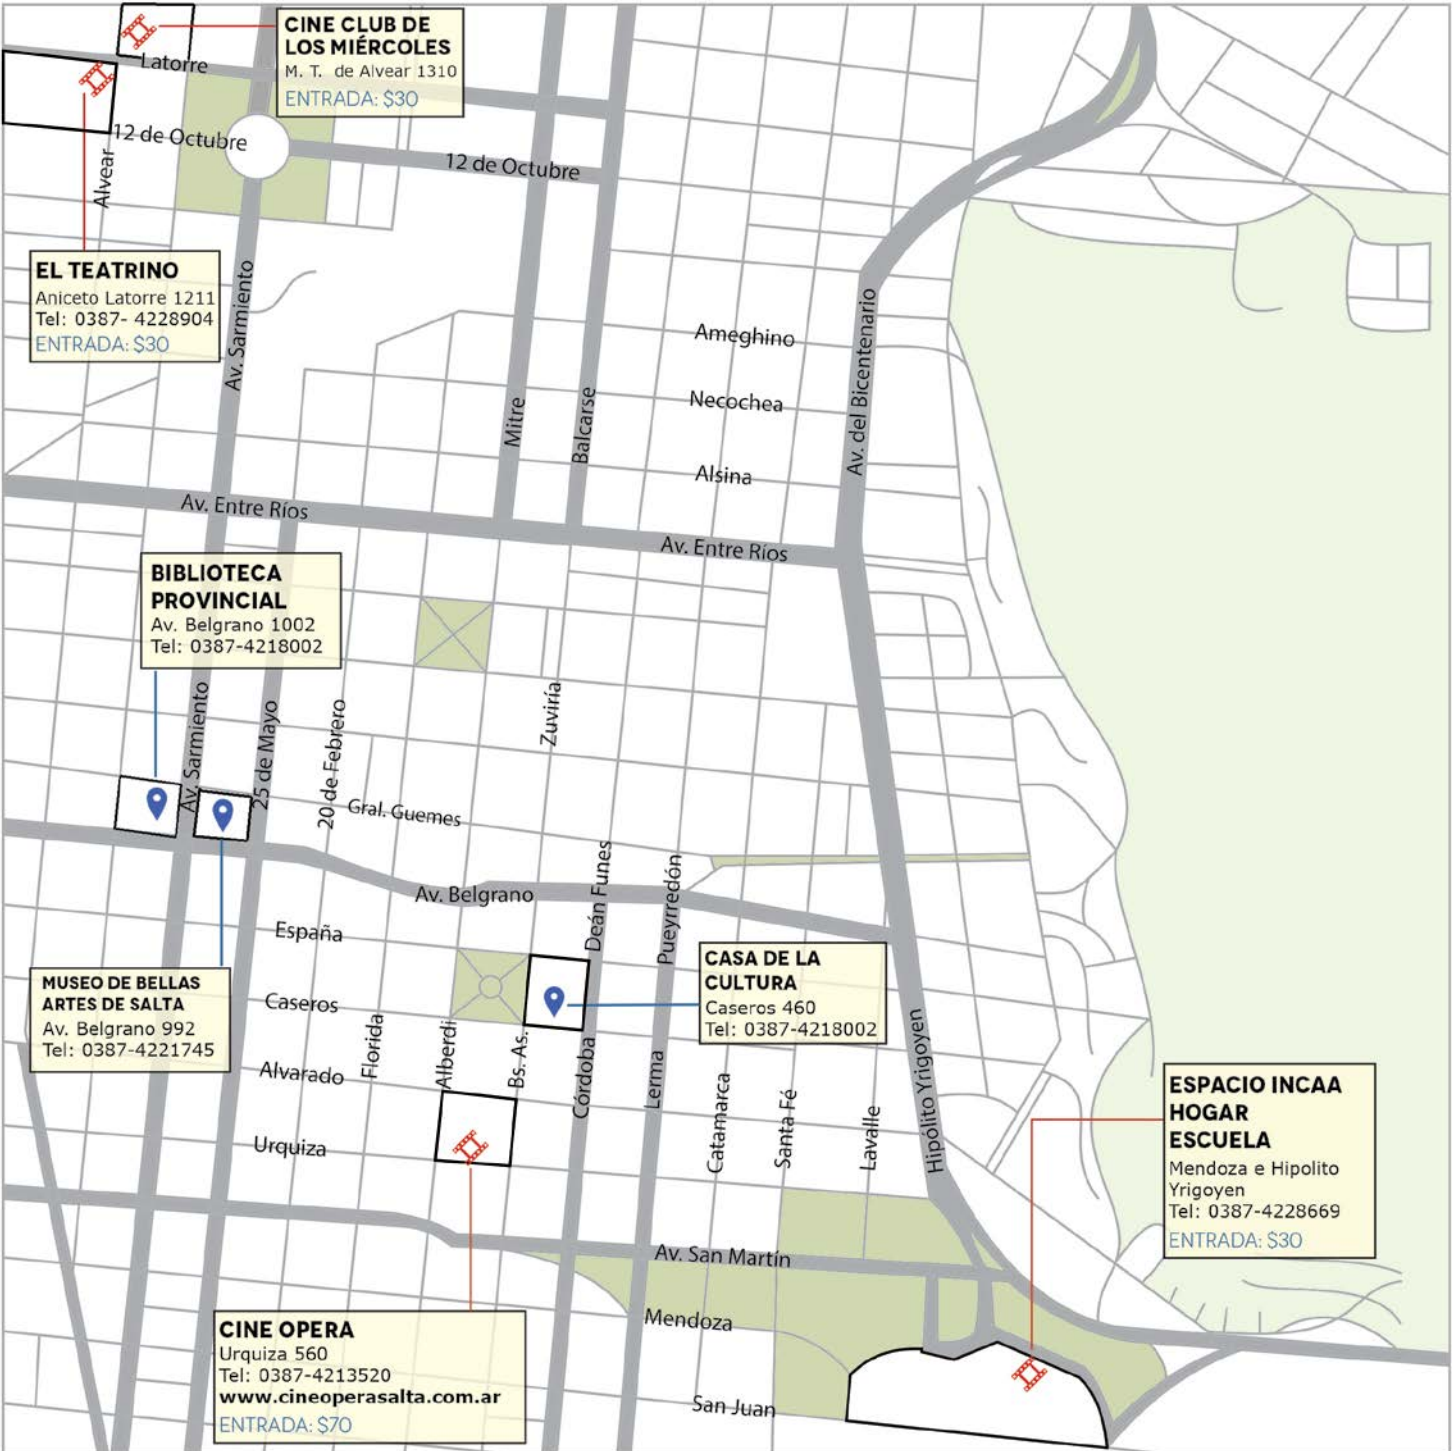 CINE CLUB DE
LOS MIÉRCOLES
M. T. de Alvear 1310
ENTRADA: $30
Latorre
12 de Octubre
12 de Octubre
Alvear
EL TEATRINO
Aniceto Latorre 1211
Tel: 0387- 4228904
ENTRADA: $30
Av. Sarmiento
Mitre
Balcarse
Ameghino
Necochea
Alsina
Av. del Bicentenario
Av. Entre Ríos
Av. Entre Ríos
BIBLIOTECA
PROVINCIAL
Av. Belgrano 1002
Tel: 0387-4218002
Av. Sarmiento
25 de Mayo
20 de Febrero
Zuviría
Gral. Guemes
Av. Belgrano
Deán Funes
Pueyrredón
España
Caseros
MUSEO DE BELLAS
ARTES DE SALTA
Av. Belgrano 992
Tel: 0387-4221745
CASA DE LA
CULTURA
Caseros 460
Tel: 0387-4218002
Alvarado
Florida
Alberdi
Bs. As.
Córdoba
Lerma
Catamarca
Santa Fé
Lavalle
Hipólito Yrigoyen
Urquiza
ESPACIO INCAA
HOGAR
ESCUELA
Mendoza e Hipolito
Yrigoyen
Tel: 0387-4228669
ENTRADA: $30
Av. San Martín
Mendoza
San Juan
CINE OPERA
Urquiza 560
Tel: 0387-4213520
www.cineoperasalta.com.ar
ENTRADA: $70